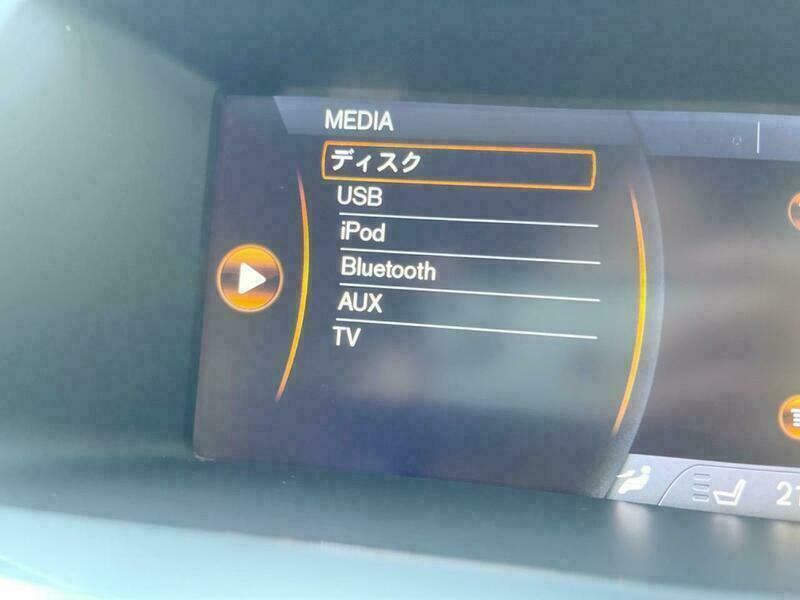 MEDIA
ディスク
USB
iPod
Bluetooth
AUX
TV